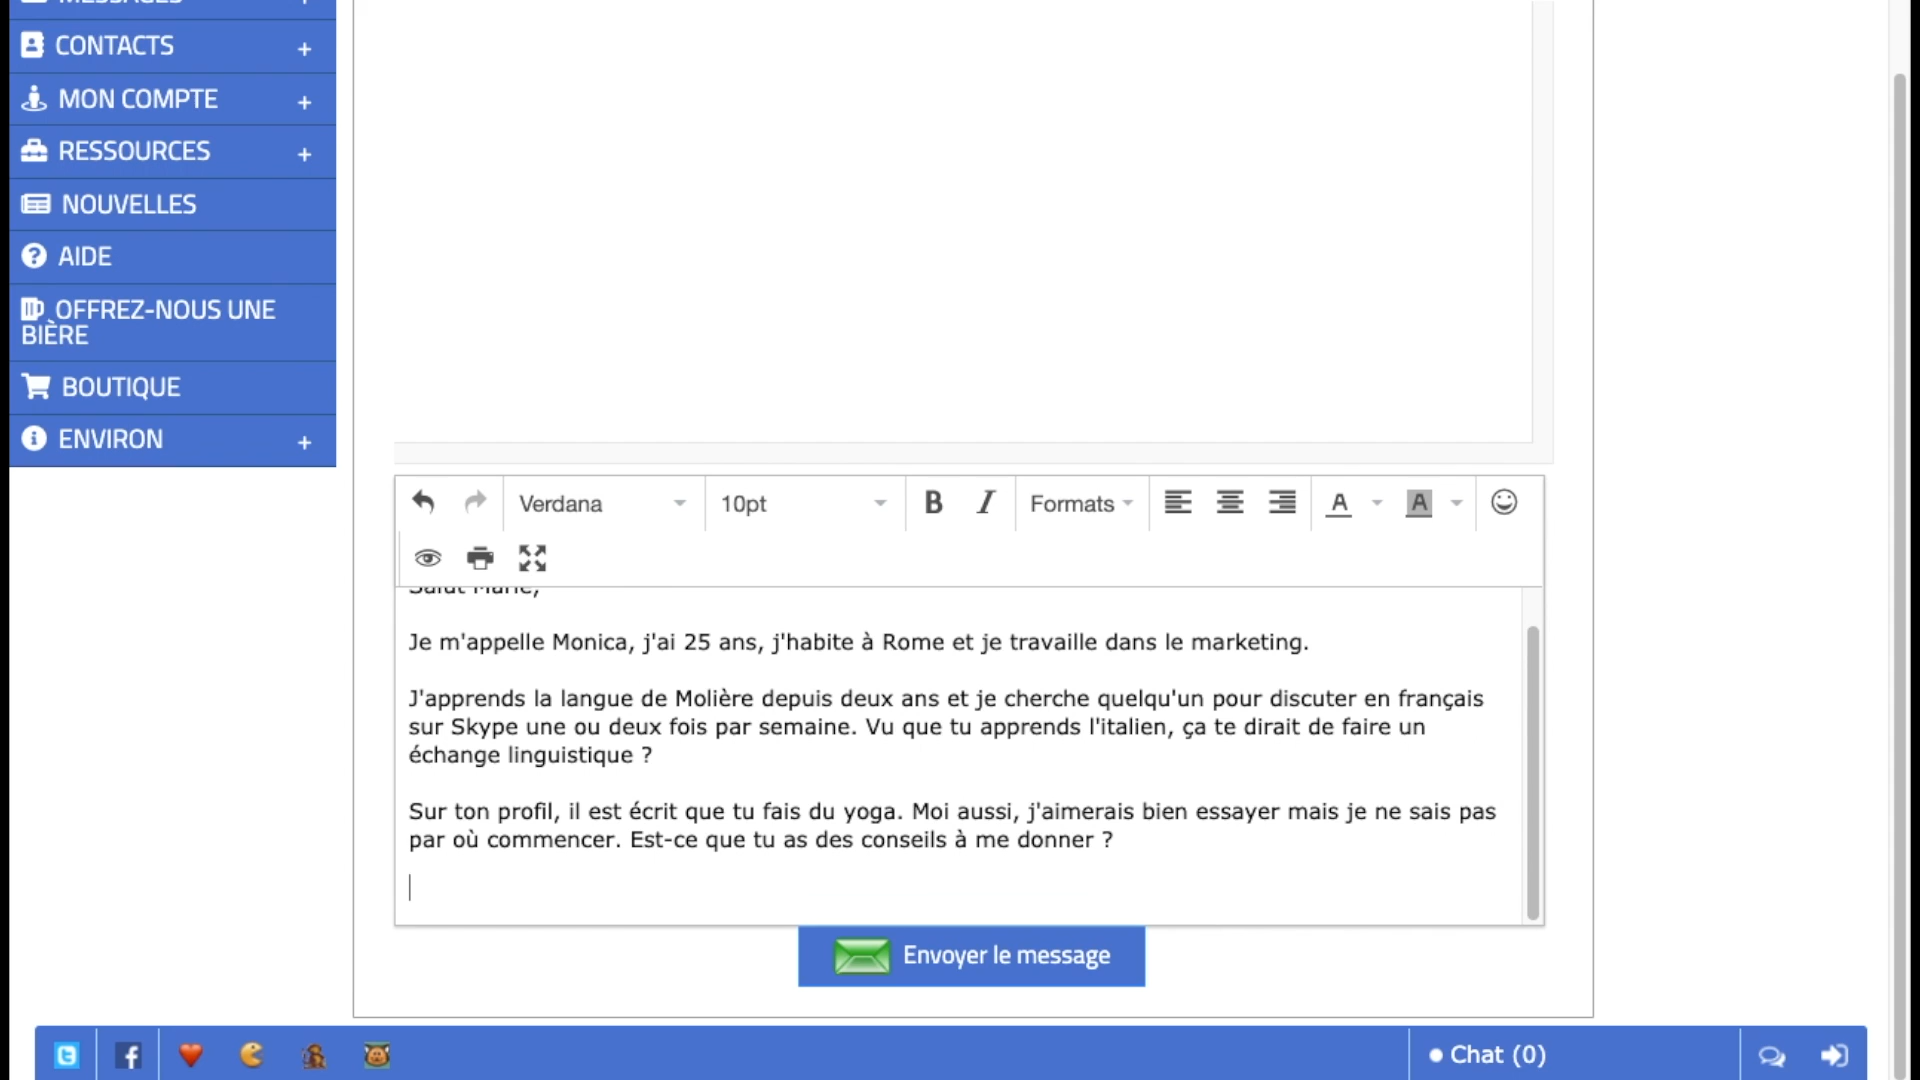 MESSAGES +
CONTACTS +
MON COMPTE +
RESSOURCES +
NOUVELLES
AIDE
OFFREZ-NOUS UNE
BIÈRE
BOUTIQUE
ENVIRON +
Verdana 10pt B I Formats A A
Salut Marie,
Je m'appelle Monica, j'ai 25 ans, j'habite à Rome et je travaille dans le marketing.
J'apprends la langue de Molière depuis deux ans et je cherche quelqu'un pour discuter en français
sur Skype une ou deux fois par semaine. Vu que tu apprends l'italien, ça te dirait de faire un
échange linguistique ?
Sur ton profil, il est écrit que tu fais du yoga. Moi aussi, j'aimerais bien essayer mais je ne sais pas
par où commencer. Est-ce que tu as des conseils à me donner ?
Envoyer le message
Chat (0)